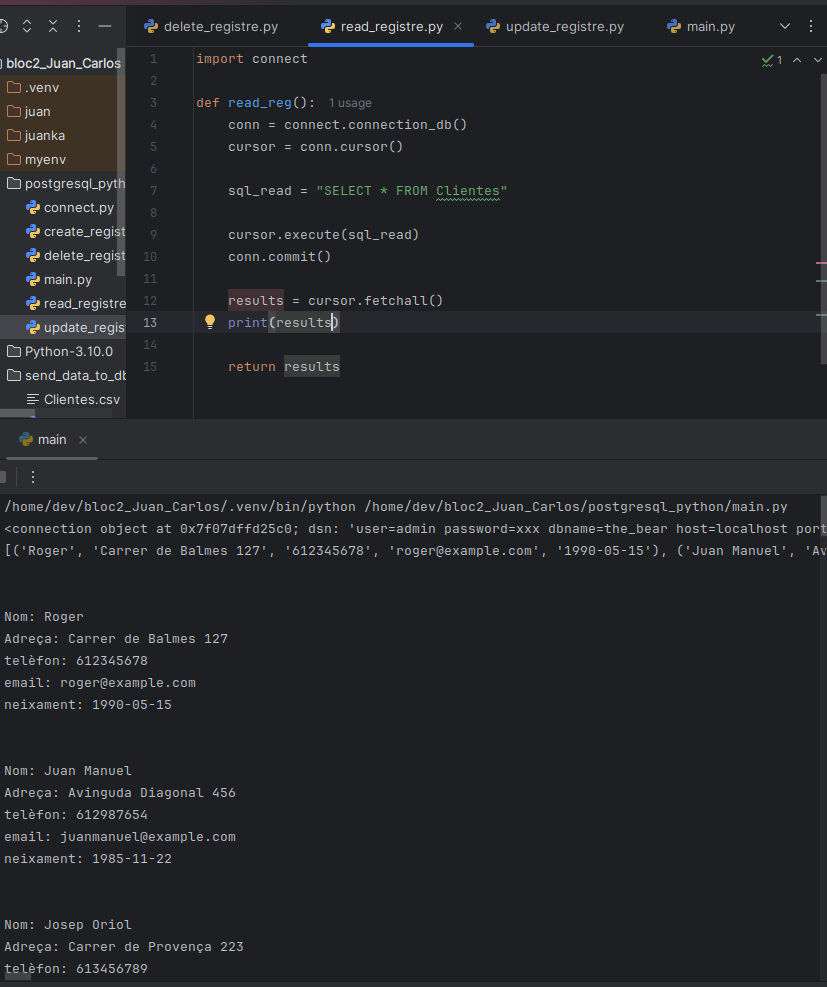 delete_registre.py read_registre.py update_registre.py main.py
bloc2_Juan_Carlos
.venv
juan
juanka
myenv
postgresql_pyth
connect.py
create_regist
delete_regist
main.py
read_registre
update_regis
Python-3.10.0
send_data_to_db
Clientes.csv
1 import connect
1
2
3 def read_reg(): 1 usage
4 conn = connect.connection_db()
5 cursor = conn.cursor()
6
7 sql_read = "SELECT * FROM Clientes"
8
9 cursor.execute(sql_read)
10 conn.commit()
11
12 results = cursor.fetchall()
13 print(results)
14
15 return results
main
/home/dev/bloc2_Juan_Carlos/.venv/bin/python /home/dev/bloc2_Juan_Carlos/postgresql_python/main.py
<connection object at 0x7f07dffd25c0; dsn: 'user=admin password=xxx dbname=the_bear host=localhost port
[('Roger', 'Carrer de Balmes 127', '612345678', 'roger@example.com', '1990-05-15'), ('Juan Manuel', 'Av
Nom: Roger
Adreça: Carrer de Balmes 127
telèfon: 612345678
email: roger@example.com
neixament: 1990-05-15
Nom: Juan Manuel
Adreça: Avinguda Diagonal 456
telèfon: 612987654
email: juanmanuel@example.com
neixament: 1985-11-22
Nom: Josep Oriol
Adreça: Carrer de Provença 223
telèfon: 613456789